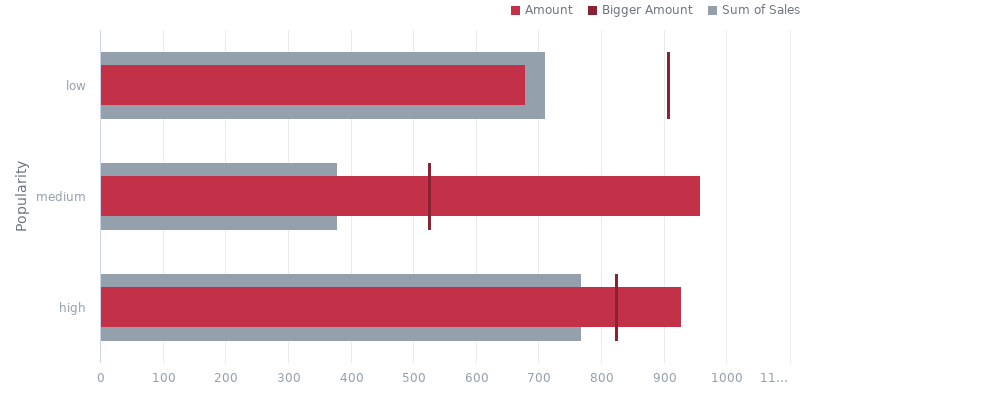 Amount Bigger Amount Sum of Sales
low
medium
high
Popularity
0 100 200 300 400 500 600 700 800 900 1000 11...